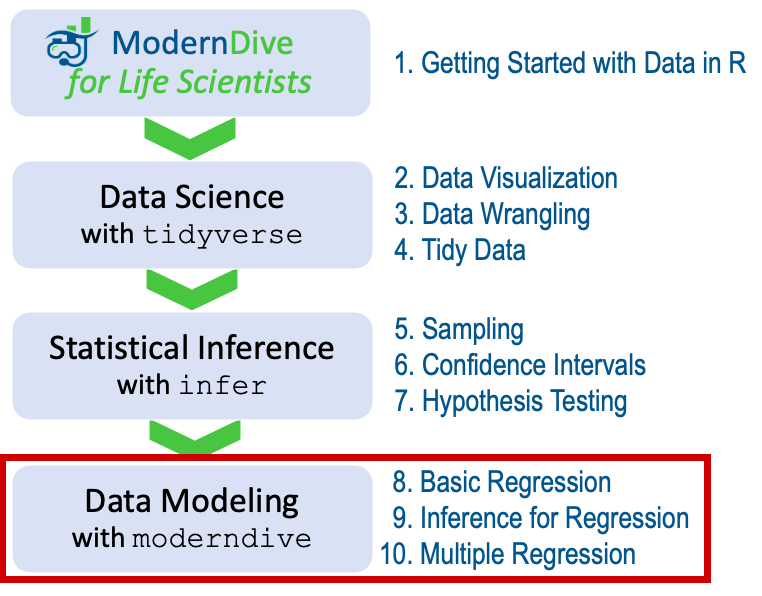 ModernDive
for Life Scientists
1. Getting Started with Data in R
Data Science
with tidyverse
2. Data Visualization
3. Data Wrangling
4. Tidy Data
Statistical Inference
with infer
5. Sampling
6. Confidence Intervals
7. Hypothesis Testing
Data Modeling
with moderndive
8. Basic Regression
9. Inference for Regression
10. Multiple Regression